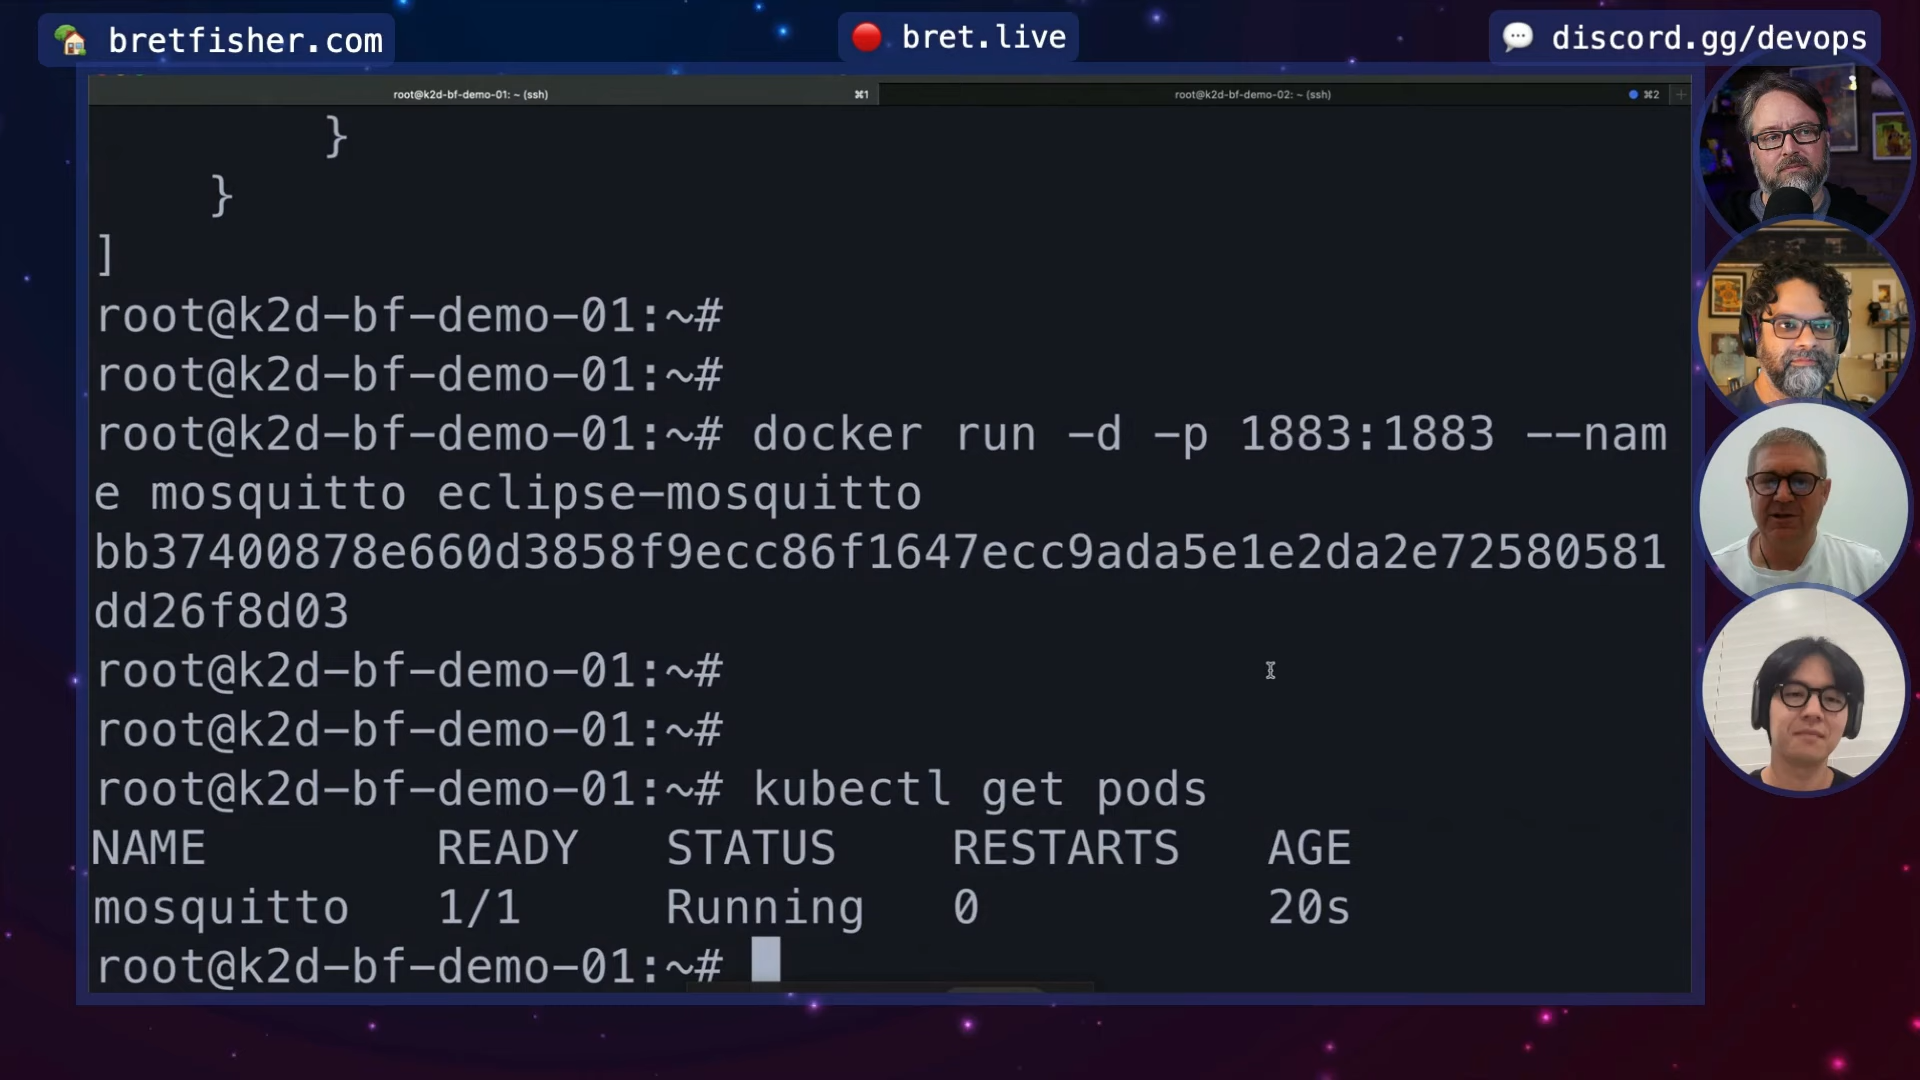 bretfisher.com
bret.live
discord.gg/devops
root@k2d-bf-demo-01: ~ (ssh)
⌘1
root@k2d-bf-demo-02: ~ (ssh)
⌘2
+
}
}
]
root@k2d-bf-demo-01:~#
root@k2d-bf-demo-01:~#
root@k2d-bf-demo-01:~# docker run -d -p 1883:1883 --nam
e mosquitto eclipse-mosquitto
bb37400878e660d3858f9ecc86f1647ecc9ada5e1e2da2e72580581
dd26f8d03
root@k2d-bf-demo-01:~#
root@k2d-bf-demo-01:~#
root@k2d-bf-demo-01:~# kubectl get pods
NAME READY STATUS RESTARTS AGE
mosquitto 1/1 Running 0 20s
root@k2d-bf-demo-01:~#